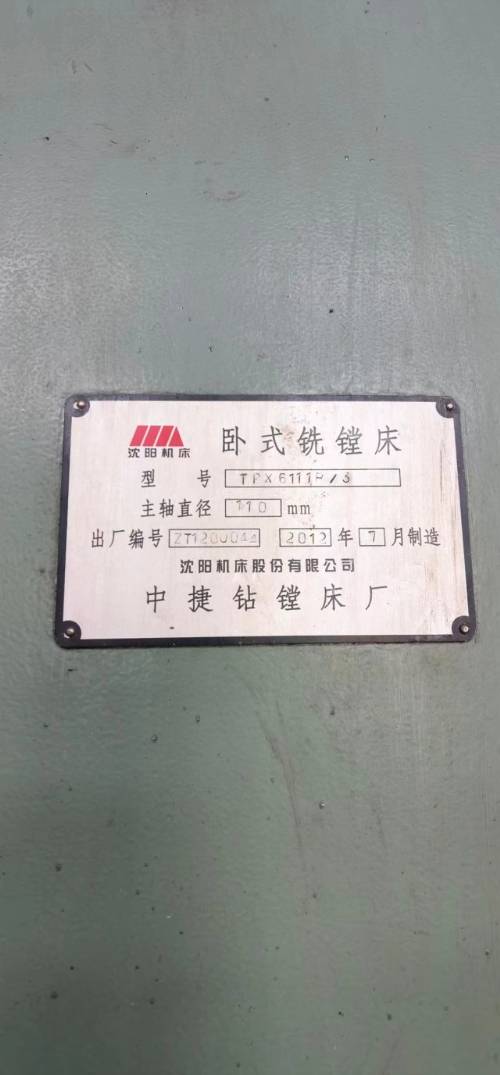 沈阳机床
卧式铣镗床
型号 TPX6111B/3
主轴直径 110 mm
出厂编号 ZT1200044 2012 年 7 月制造
沈阳机床股份有限公司
中捷钻镗床厂